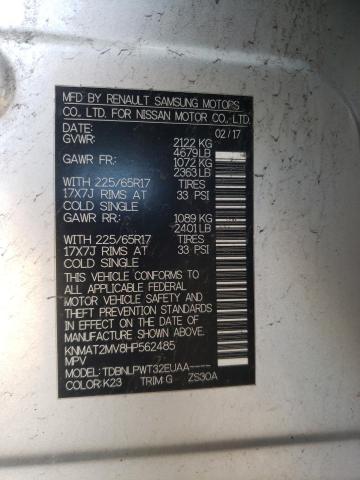 MFD BY RENAULT SAMSUNG MOTORS
CO., LTD. FOR NISSAN MOTOR CO.,-LTD.
DATE: 02/17
GVWR: 2122 KG
4679LB
GAWR FR: 1072 KG
2363LB
WITH 225/65R17 TIRES
17X7J RIMS AT 33 PSI
COLD SINGLE
GAWR RR: 1089 KG
2401LB
WITH 225/65R17 TIRES
17X7J RIMS AT 33 PSI
COLD SINGLE
THIS VEHICLE CONFORMS TO
ALL APPLICABLE FEDERAL
MOTOR VEHICLE SAFETY AND
THEFT PREVENTION STANDARDS
IN EFFECT ON THE DATE OF
MANUFACTURE SHOWN ABOVE.
KNMAT2MV8HP562485
MPV
MODEL: TDBNLPWT32EUAA----
COLOR: K23 TRIM: G ZS30A